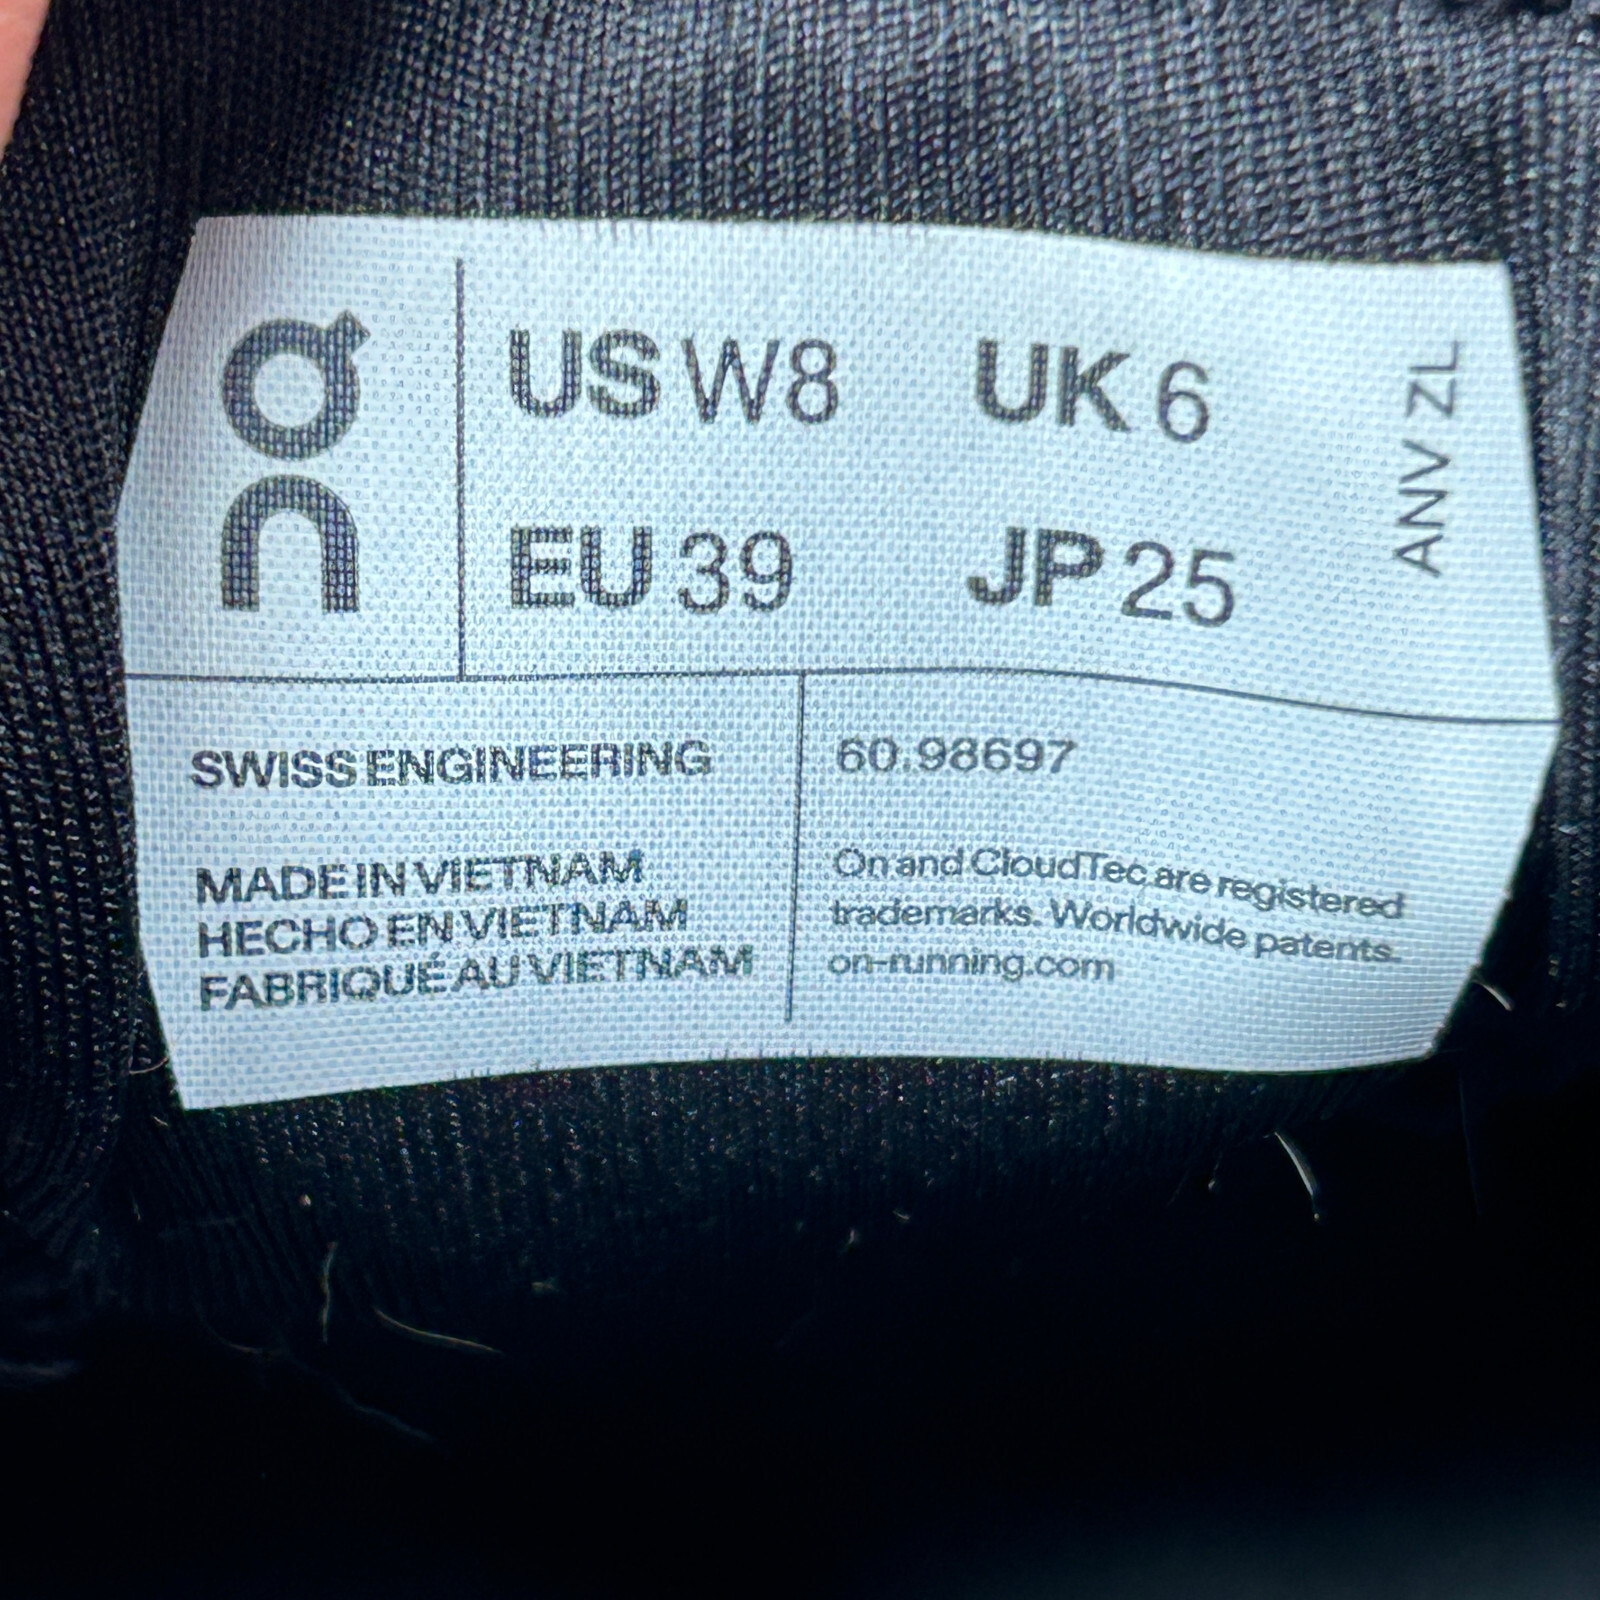 On
US W8 UK 6
EU 39 JP 25
ANV ZL
SWISS ENGINEERING
MADE IN VIETNAM
HECHO EN VIETNAM
FABRIQUÉ AU VIETNAM
60.98697
On and CloudTec are registered
trademarks. Worldwide patents.
on-running.com